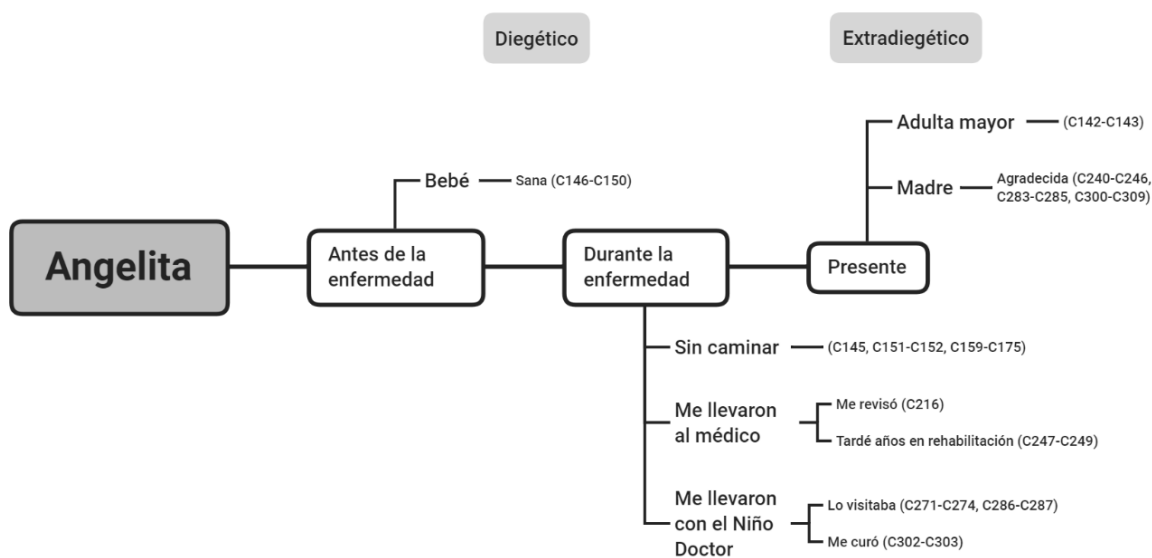 Diegético
Extradiegético
Angelita
Antes de la
enfermedad
Bebé
Sana (C146-C150)
Durante la
enfermedad
Sin caminar
(C145, C151-C152, C159-C175)
Me llevaron
al médico
Me revisó (C216)
Tardé años en rehabilitación (C247-C249)
Me llevaron
con el Niño
Doctor
Lo visitaba (C271-C274, C286-C287)
Me curó (C302-C303)
Presente
Adulta mayor
(C142-C143)
Madre
Agradecida (C240-C246,
C283-C285, C300-C309)